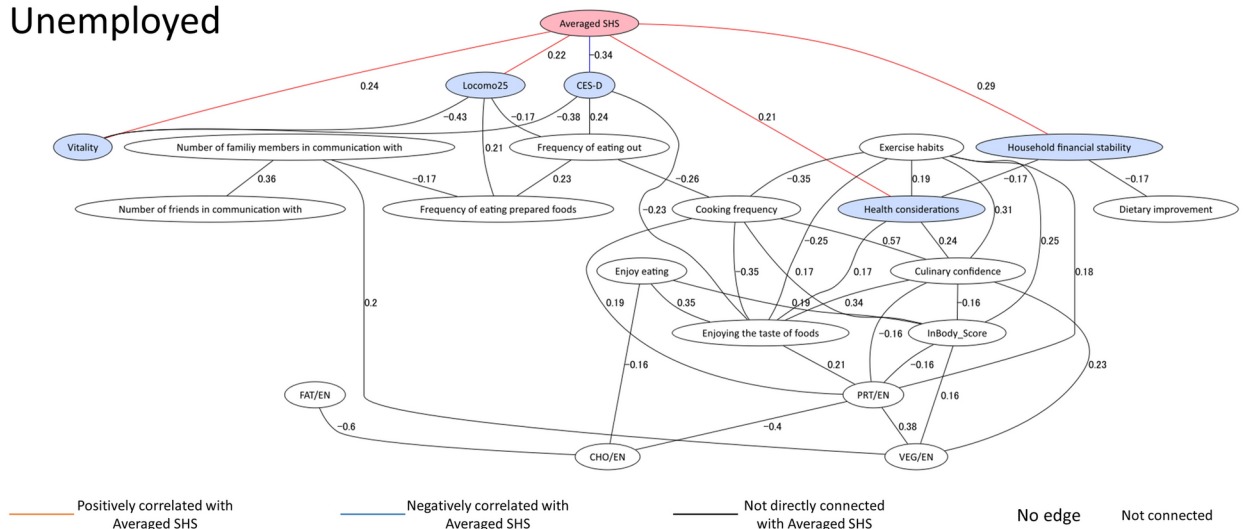 Unemployed
Averaged SHS
0.22
−0.34
0.24
Locomo25
CES-D
0.29
−0.43
−0.17
−0.38
0.24
0.21
Vitality
Number of familiy members in communication with
Frequency of eating out
Exercise habits
Household financial stability
0.21
0.36
−0.17
0.23
−0.26
−0.35
0.19
−0.17
−0.17
Number of friends in communication with
Frequency of eating prepared foods
Cooking frequency
Health considerations
Dietary improvement
−0.23
0.31
−0.25
0.57
0.24
0.25
Enjoy eating
−0.35
0.17
0.17
Culinary confidence
0.18
0.2
0.19
0.35
0.19
0.34
−0.16
Enjoying the taste of foods
InBody_Score
−0.16
−0.16
0.21
−0.16
0.23
FAT/EN
PRT/EN
0.16
−0.6
−0.4
0.38
CHO/EN
VEG/EN
Positively correlated with
Averaged SHS
Negatively correlated with
Averaged SHS
Not directly connected
with Averaged SHS
No edge
Not connected